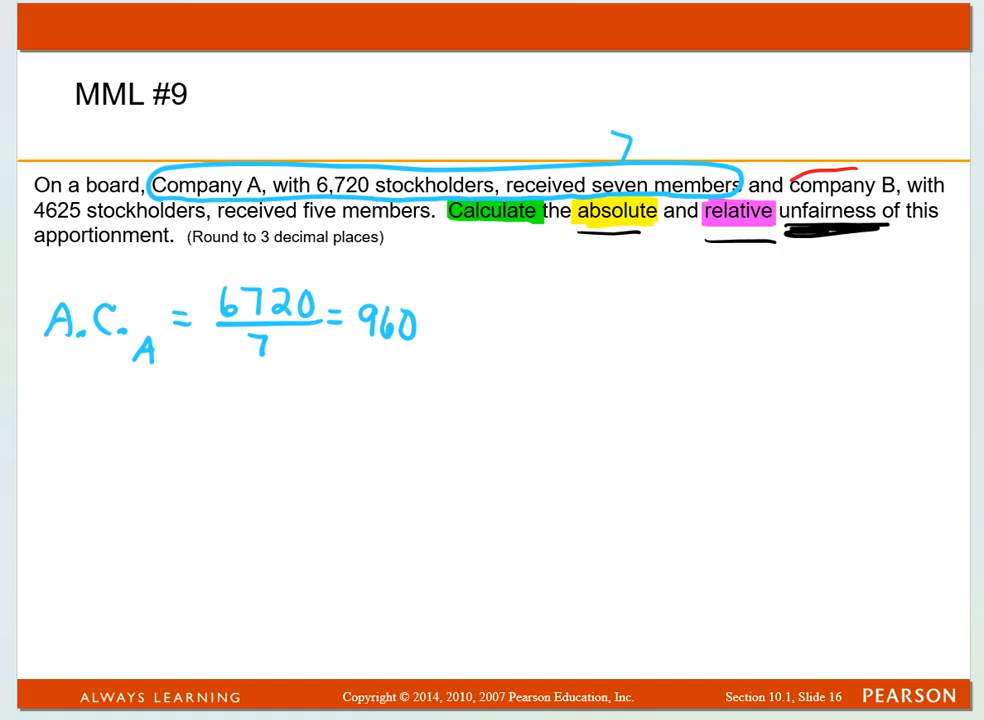 MML #9
7
On a board, Company A, with 6,720 stockholders, received seven members and company B, with
4625 stockholders, received five members. Calculate the absolute and relative unfairness of this
apportionment. (Round to 3 decimal places)
A.C. A = 6720/7 = 960
ALWAYS LEARNING Copyright © 2014, 2010, 2007 Pearson Education, Inc. Section 10.1, Slide 16 PEARSON